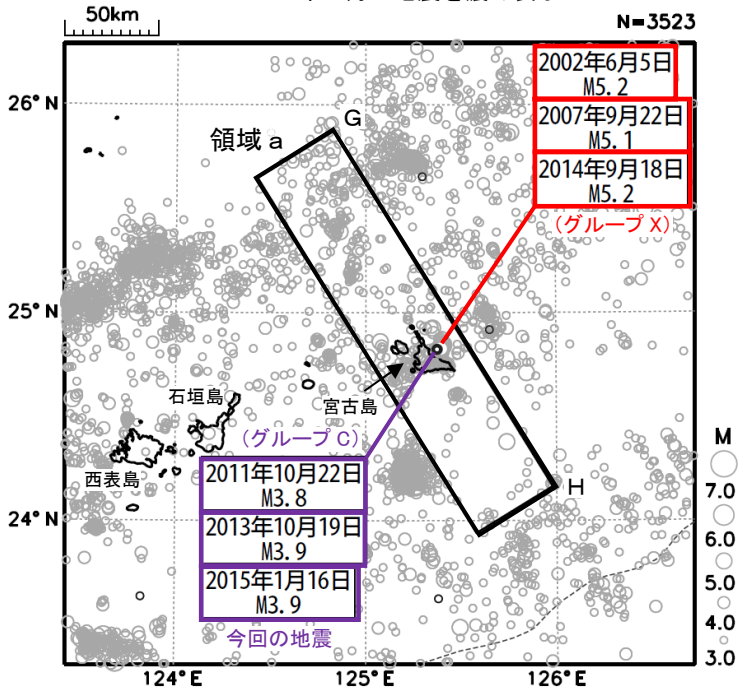 50km
N=3523
26°N
25°N
24°N
124°E
125°E
126°E
領域 a
G
H
2002年6月5日
M5.2
2007年9月22日
M5.1
2014年9月18日
M5.2
(グループ X)
石垣島
宮古島
西表島
(グループ C)
2011年10月22日
M3.8
2013年10月19日
M3.9
2015年1月16日
M3.9
今回の地震
M
7.0
6.0
5.0
4.0
3.0